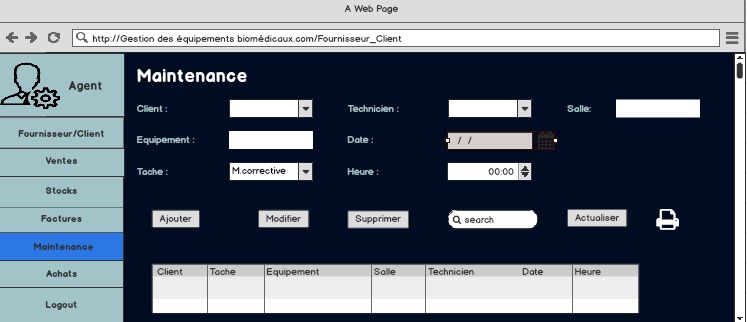 A Web Page
http://Gestion des équipements biomédicaux.com/Fournisseur_Client
Agent
Fournisseur/Client
Ventes
Stocks
Factures
Maintenance
Achats
Logout
Maintenance
Client : Technicien : Salle:
Equipement : Date : / /
Tache : M.corrective Heure : 00:00
Ajouter Modifier Supprimer search Actualiser
Client Tache Equipement Salle Technicien Date Heure